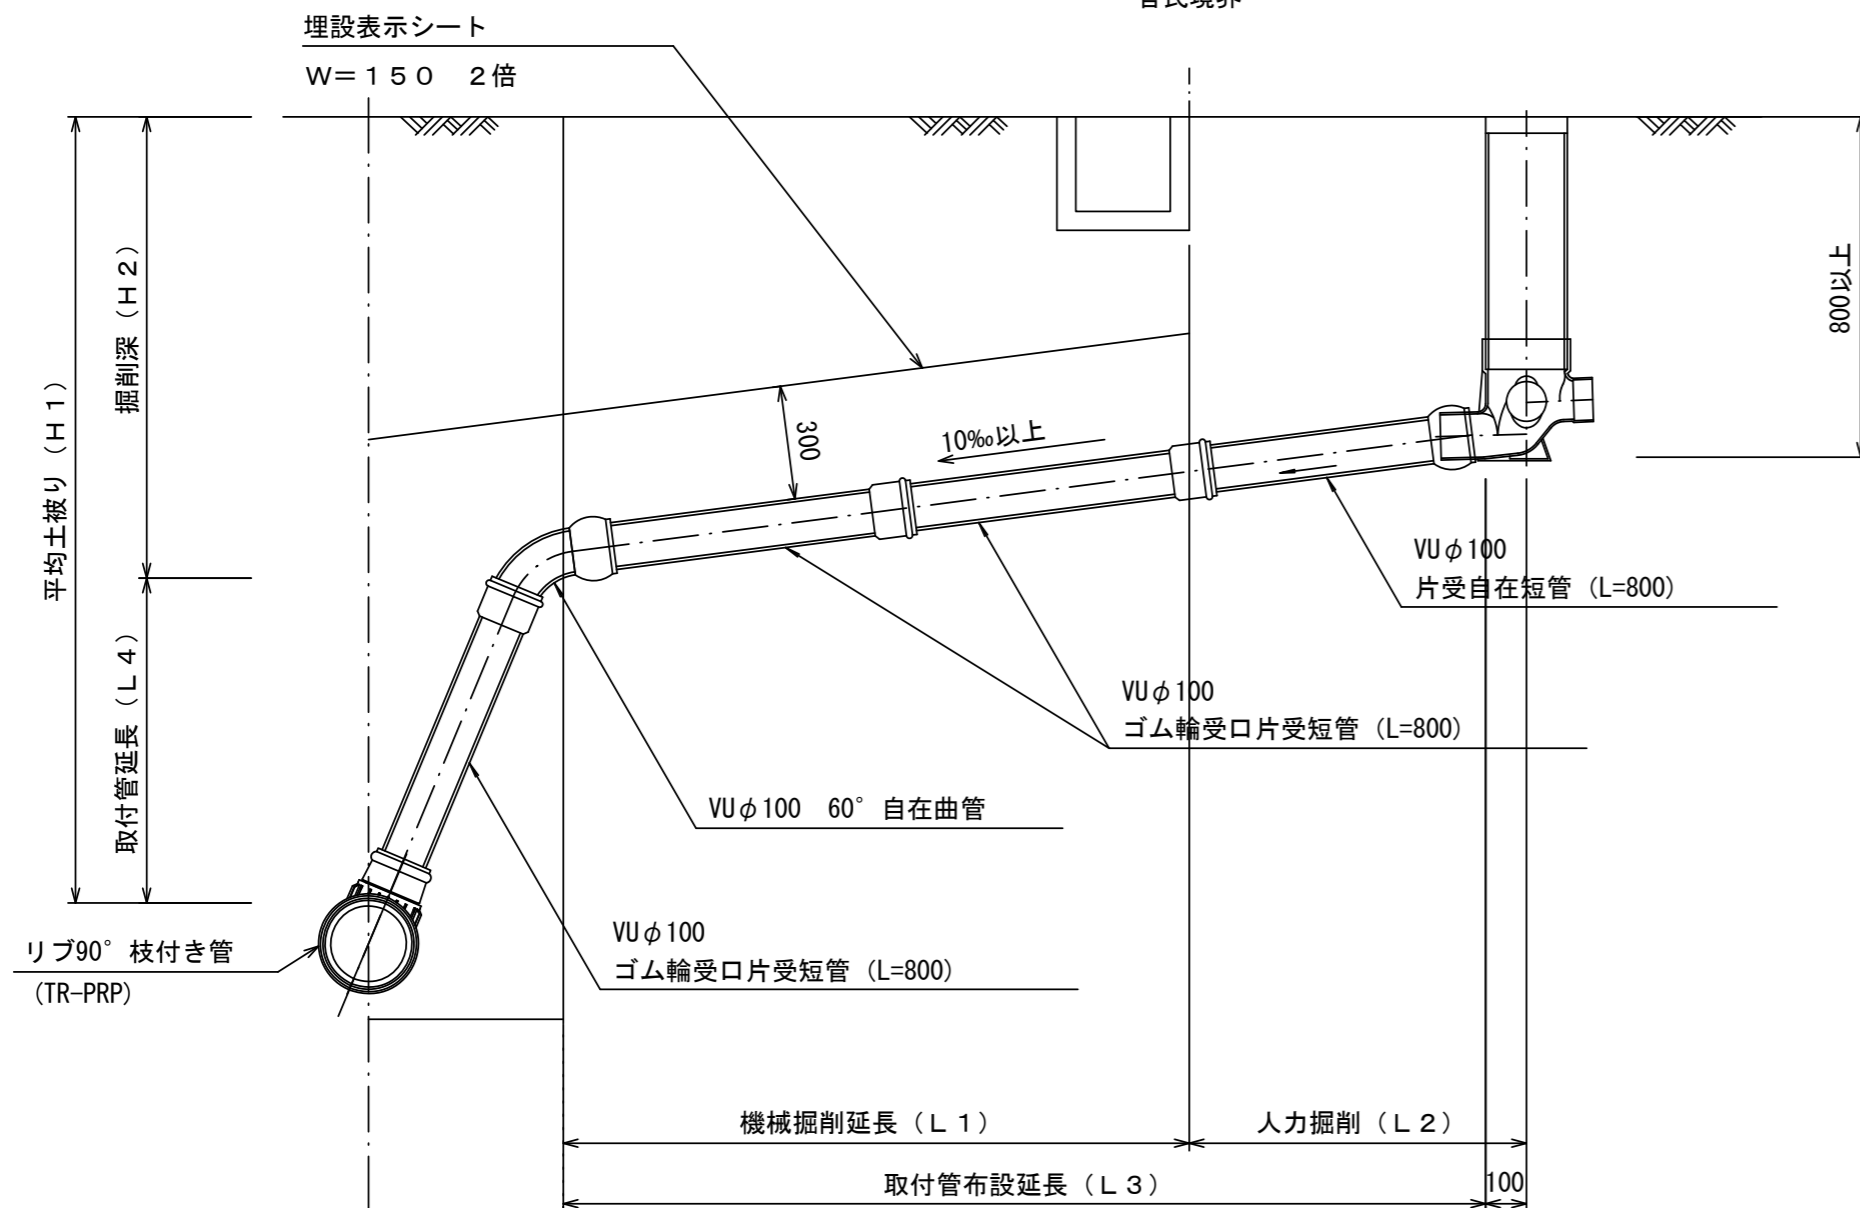 官民境界
埋設表示シート
W=150　2倍
平均土被り（H1）
掘削深（H2）
取付管延長（L4）
300
10‰以上
800以上
VUφ100
片受自在短管（L=800）
VUφ100
ゴム輪受口片受短管（L=800）
VUφ100　60°自在曲管
VUφ100
ゴム輪受口片受短管（L=800）
リブ90°枝付き管
(TR-PRP)
機械掘削延長（L1）
人力掘削（L2）
取付管布設延長（L3）
100